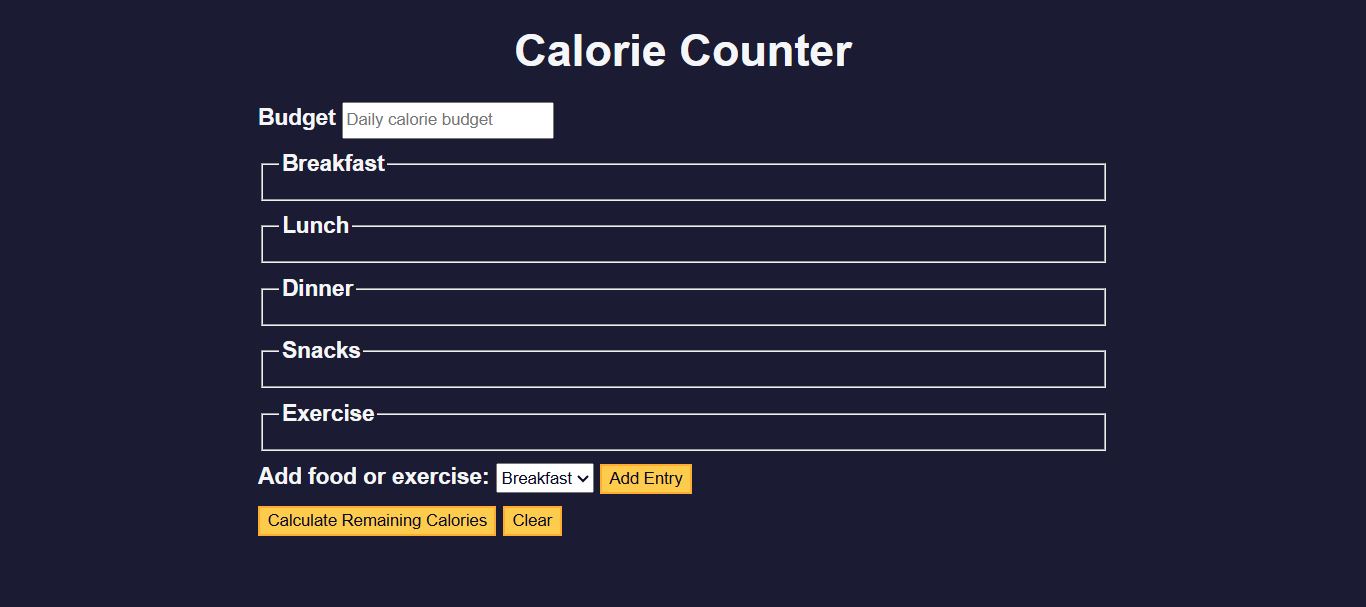 Calorie Counter
Budget Daily calorie budget
Breakfast
Lunch
Dinner
Snacks
Exercise
Add food or exercise: Breakfast Add Entry
Calculate Remaining Calories Clear